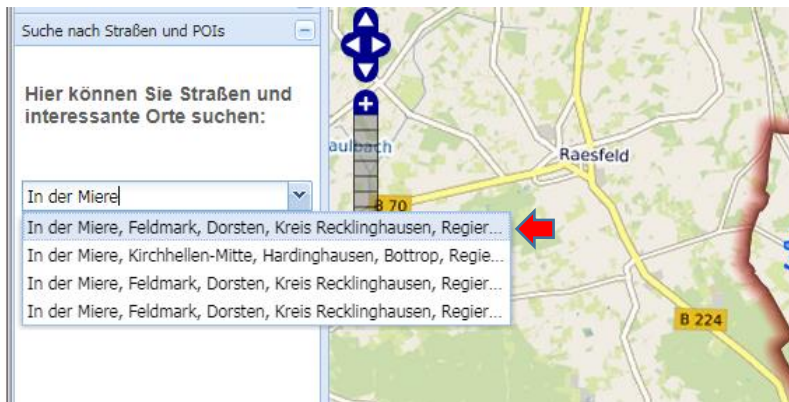 Suche nach Straßen und POIs
Hier können Sie Straßen und
interessante Orte suchen:
In der Miere
In der Miere, Feldmark, Dorsten, Kreis Recklinghausen, Regier...
In der Miere, Kirchhellen-Mitte, Hardinghausen, Bottrop, Regie...
In der Miere, Feldmark, Dorsten, Kreis Recklinghausen, Regier...
In der Miere, Feldmark, Dorsten, Kreis Recklinghausen, Regier...
Raesfeld
B 70
B 224